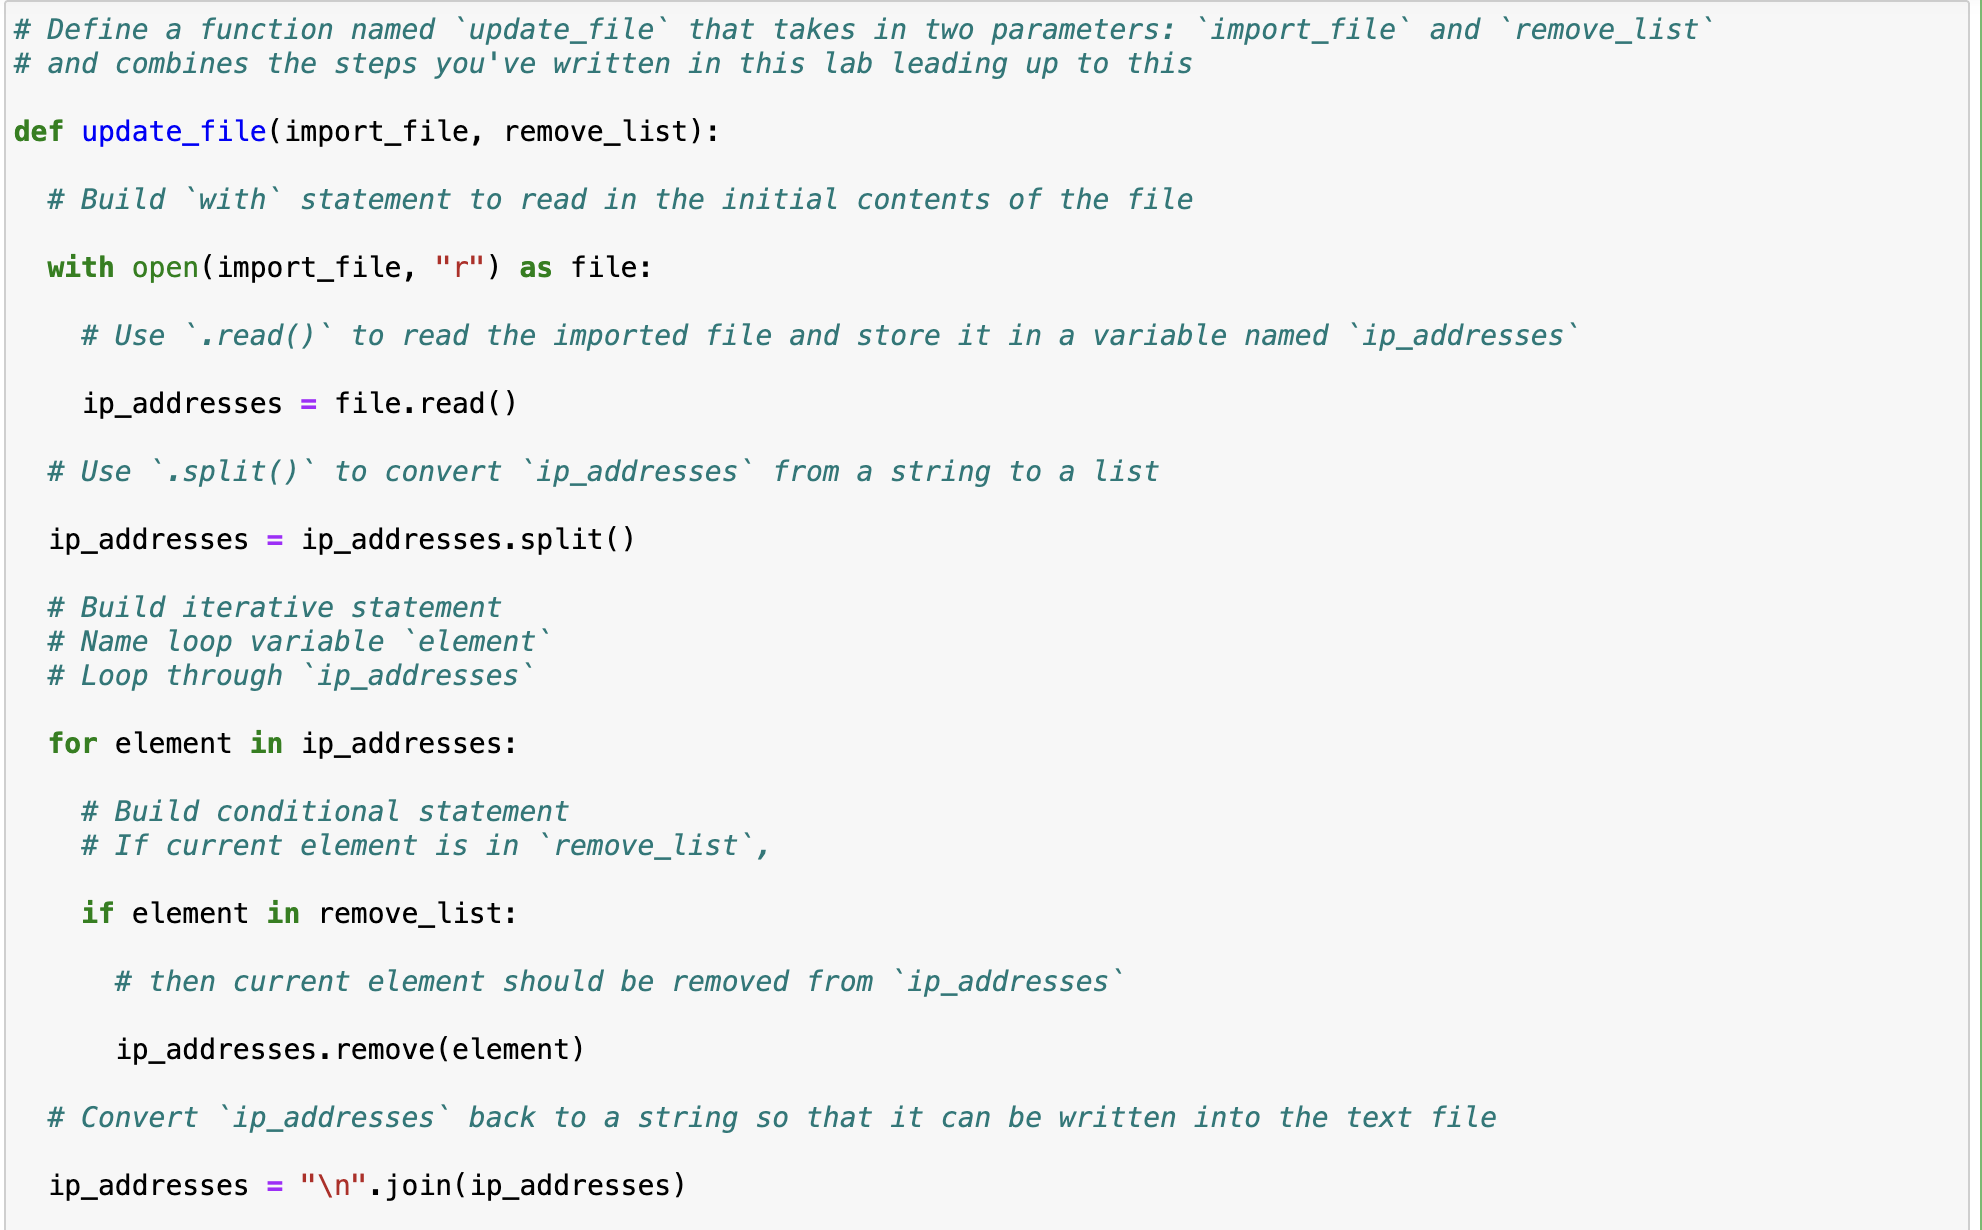 # Define a function named `update_file` that takes in two parameters: `import_file` and `remove_list`
# and combines the steps you've written in this lab leading up to this
def update_file(import_file, remove_list):
# Build `with` statement to read in the initial contents of the file
with open(import_file, "r") as file:
# Use `.read()` to read the imported file and store it in a variable named `ip_addresses`
ip_addresses = file.read()
# Use `.split()` to convert `ip_addresses` from a string to a list
ip_addresses = ip_addresses.split()
# Build iterative statement
# Name loop variable `element`
# Loop through `ip_addresses`
for element in ip_addresses:
# Build conditional statement
# If current element is in `remove_list`,
if element in remove_list:
# then current element should be removed from `ip_addresses`
ip_addresses.remove(element)
# Convert `ip_addresses` back to a string so that it can be written into the text file
ip_addresses = "\n".join(ip_addresses)